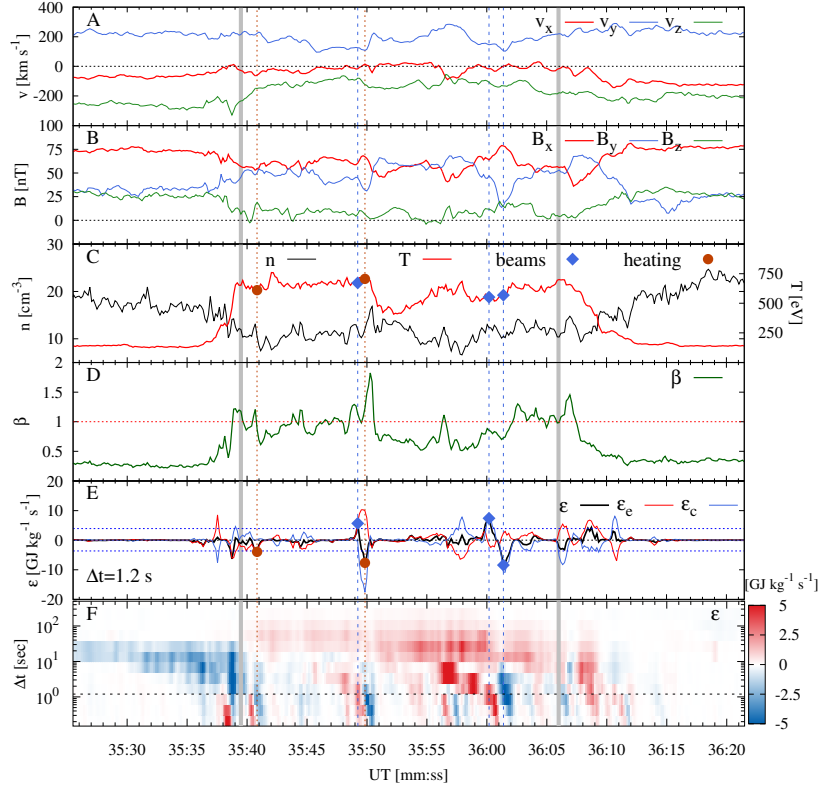 A
v_x v_y v_z
v [km s^-1]
400
200
0
-200
B
B_x B_y B_z
B [nT]
100
75
50
25
0
C
n T beams heating
n [cm^-3]
30
20
10
2
T [eV]
750
500
250
D
β
β
1.5
1
0.5
E
ε ε_e ε_c
ε [GJ kg^-1 s^-1]
20
10
0
-10
-20
Δt=1.2 s
F
ε
Δt [sec]
10^2
10^1
10^0
[GJ kg^-1 s^-1]
5
2.5
0
-2.5
-5
35:30 35:35 35:40 35:45 35:50 35:55 36:00 36:05 36:10 36:15 36:20
UT [mm:ss]